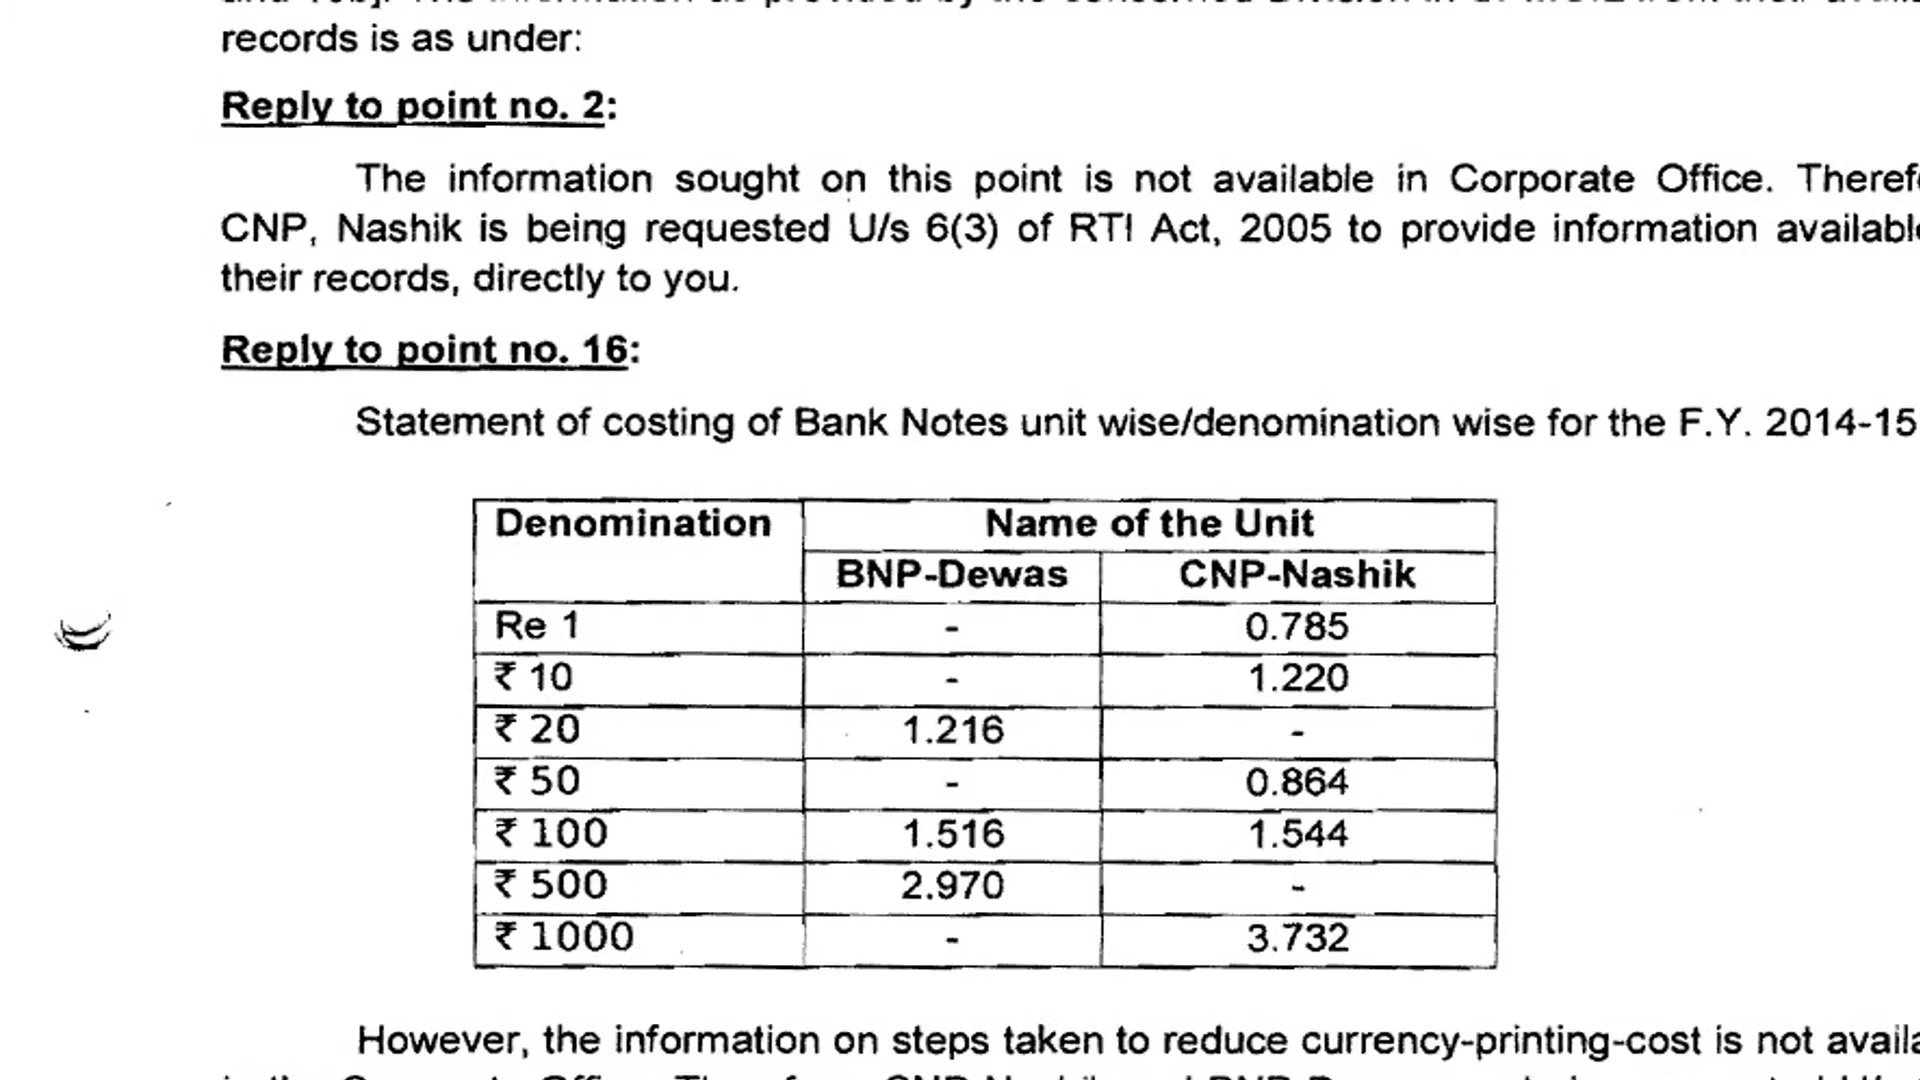 records is as under:
Reply to point no. 2:
The information sought on this point is not available in Corporate Office.
CNP, Nashik is being requested U/s 6(3) of RTI Act, 2005 to provide information
their records, directly to you.
Reply to point no. 16:
Statement of costing of Bank Notes unit wise/denomination wise for the F.Y. 2014-15
Denomination Name of the Unit
BNP-Dewas CNP-Nashik
Re 1 - 0.785
₹ 10 - 1.220
₹ 20 1.216 -
₹ 50 - 0.864
₹ 100 1.516 1.544
₹ 500 2.970 -
₹ 1000 - 3.732
However, the information on steps taken to reduce currency-printing-cost is not